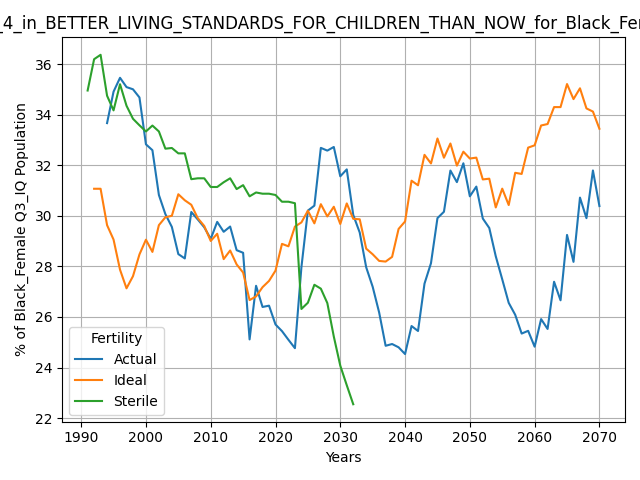 _4_in_BETTER_LIVING_STANDARDS_FOR_CHILDREN_THAN_NOW_for_Black_Fem
% of Black_Female Q3_IQ Population
36
34
32
30
28
26
24
22
Fertility
Actual
Ideal
Sterile
1990 2000 2010 2020 2030 2040 2050 2060 2070
Years